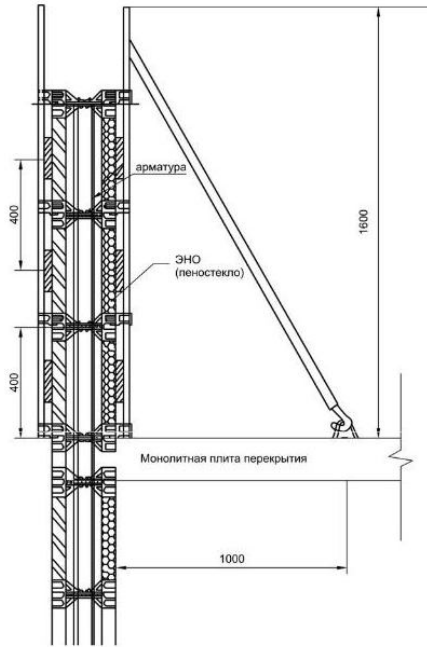 арматура
400
1600
ЭНО
(пеностекло)
400
Монолитная плита перекрытия
1000